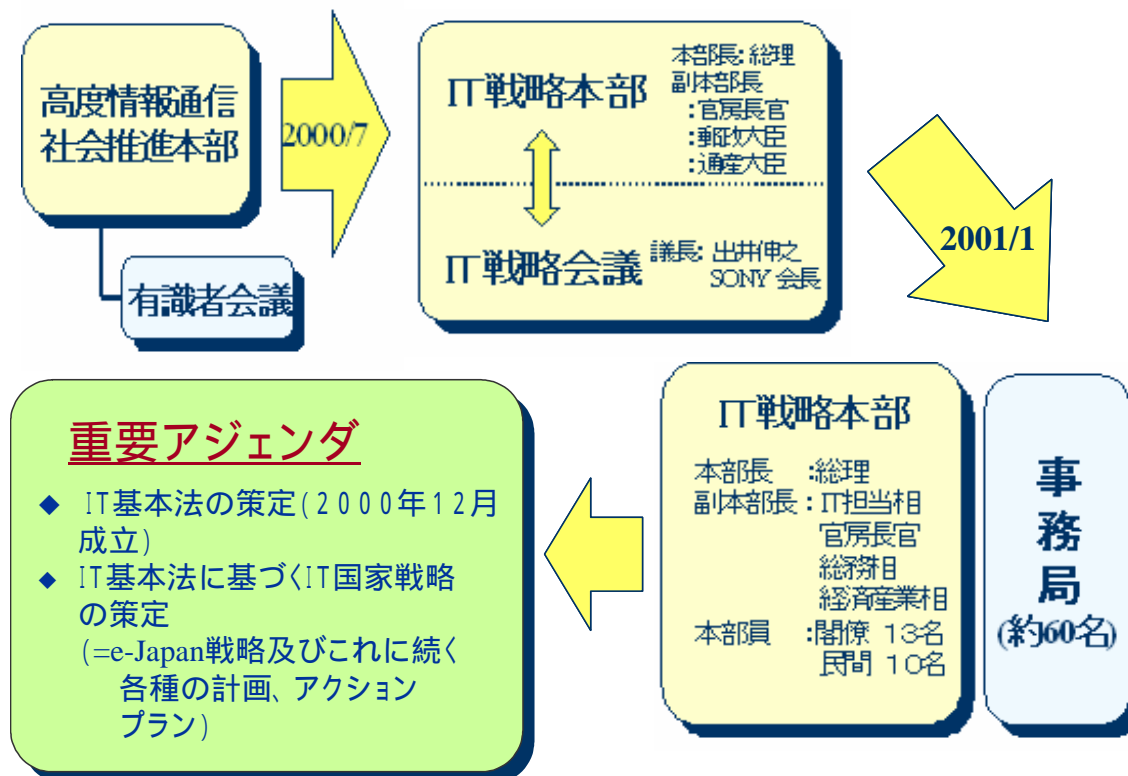 高度情報通信
社会推進本部
有識者会議
2000/7
IT戦略本部
本部長:総理
副本部長
:官房長官
:郵政大臣
:通産大臣
IT戦略会議
議長: 出井伸之
SONY 会長
2001/1
IT戦略本部
本部長 :総理
副本部長:IT担当相
官房長官
総務相
経済産業相
本部員 :閣僚 13名
民間 10名
事
務
局
(約60名)
重要アジェンダ
◆ IT基本法の策定(2000年12月
成立)
◆ IT基本法に基づくIT国家戦略
の策定
(=e-Japan戦略及びこれに続く
各種の計画、アクション
プラン)